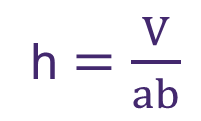 h = V/ab